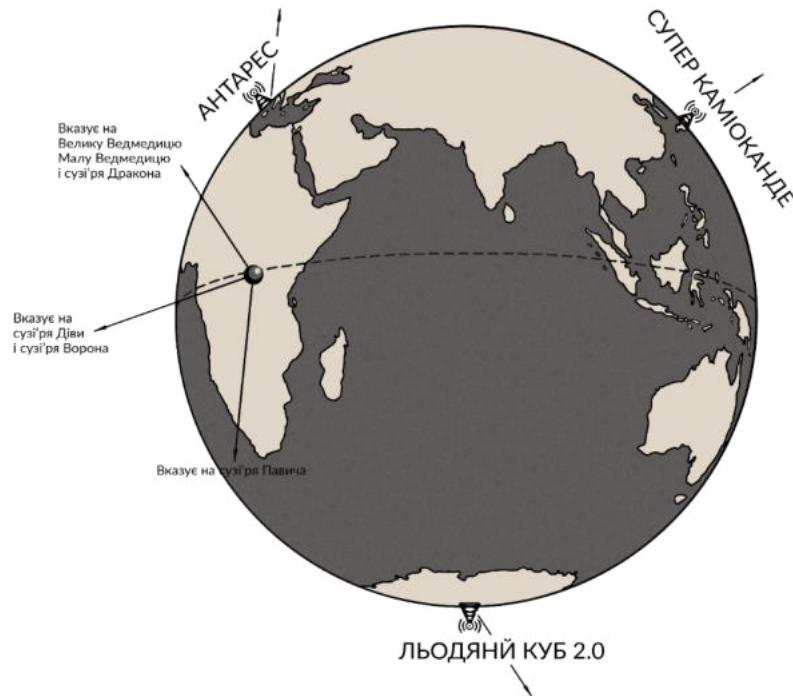 АНТАРЕС
СУПЕР КАМІОКАНДЕ
Вказує на
Велику Ведмедицю
Малу Ведмедицю
і сузі'ря Дракона
Вказує на
сузі'ря Діви
і сузі'ря Ворона
Вказує на сузі'ря Павича
ЛЬОДЯНЙ КУБ 2.0